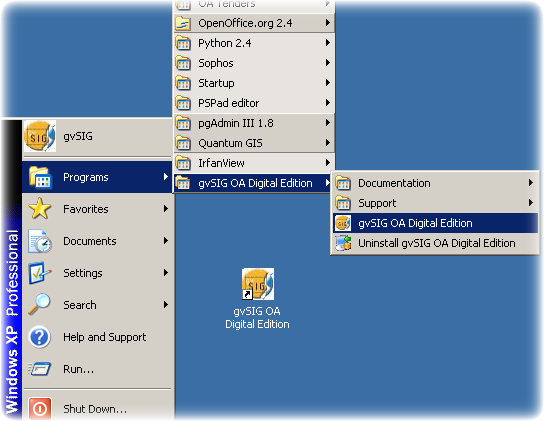 OA Tenders
OpenOffice.org 2.4
Python 2.4
Sophos
Startup
PSPad editor
pgAdmin III 1.8
Quantum GIS
IrfanView
gvSIG OA Digital Edition
Documentation
Support
gvSIG OA Digital Edition
Uninstall gvSIG OA Digital Edition
SIG
gvSIG
Programs
Favorites
Documents
Settings
Search
Help and Support
Run...
Shut Down...
Windows XP Professional
SIG
gvSIG OA
Digital Edition